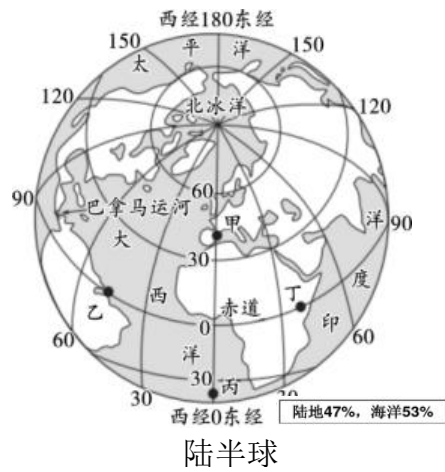 西经180东经
150 太 平 洋 150
120 北冰洋 120
90 60 90
巴拿马运河 甲 洋
大 30 度
乙 西 赤道 丁 印
60 0 60
洋
30 30 丙
西经0东经
陆地47%,海洋53%
陆半球